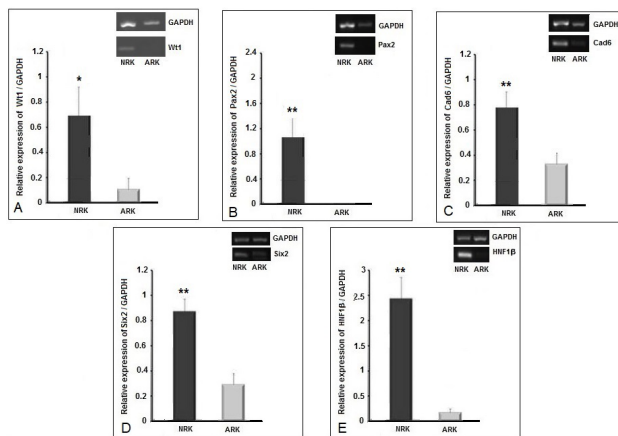 GAPDH
Wt1
NRK ARK
Relative expression of Wt1 / GAPDH
1.2
1
0.8
0.6
0.4
0.2
0
*
NRK ARK
A
GAPDH
Pax2
NRK ARK
Relative expression of Pax2 / GAPDH
2.4
2
1.6
1.2
0.8
0.4
0
**
NRK ARK
B
GAPDH
Cad6
NRK ARK
Relative expression of Cad6 / GAPDH
1.2
1
0.8
0.6
0.4
0.2
0
**
NRK ARK
C
GAPDH
Six2
NRK ARK
Relative expression of Six2 / GAPDH
1
0.8
0.6
0.4
0.2
0
**
NRK ARK
D
GAPDH
NRK ARK HNF1β
Relative expression of HNF1β / GAPDH
3
2.5
2
1.5
1
0.5
0
**
NRK ARK
E